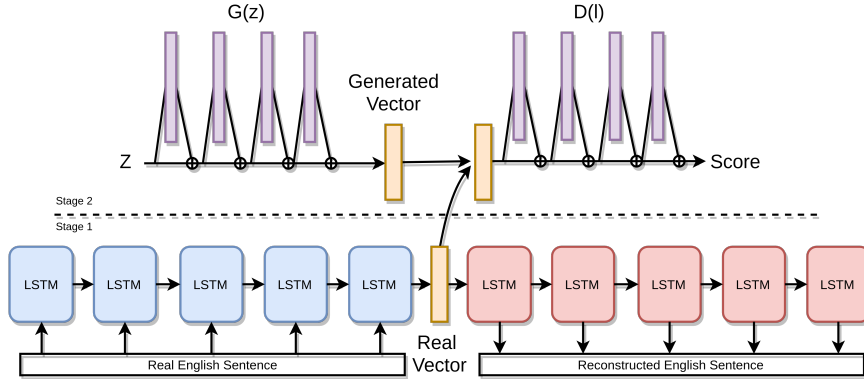 G(z)
D(l)
Generated
Vector
Z
Score
Stage 2
Stage 1
LSTM
LSTM
LSTM
LSTM
LSTM
LSTM
LSTM
LSTM
LSTM
LSTM
Real
Vector
Real English Sentence
Reconstructed English Sentence